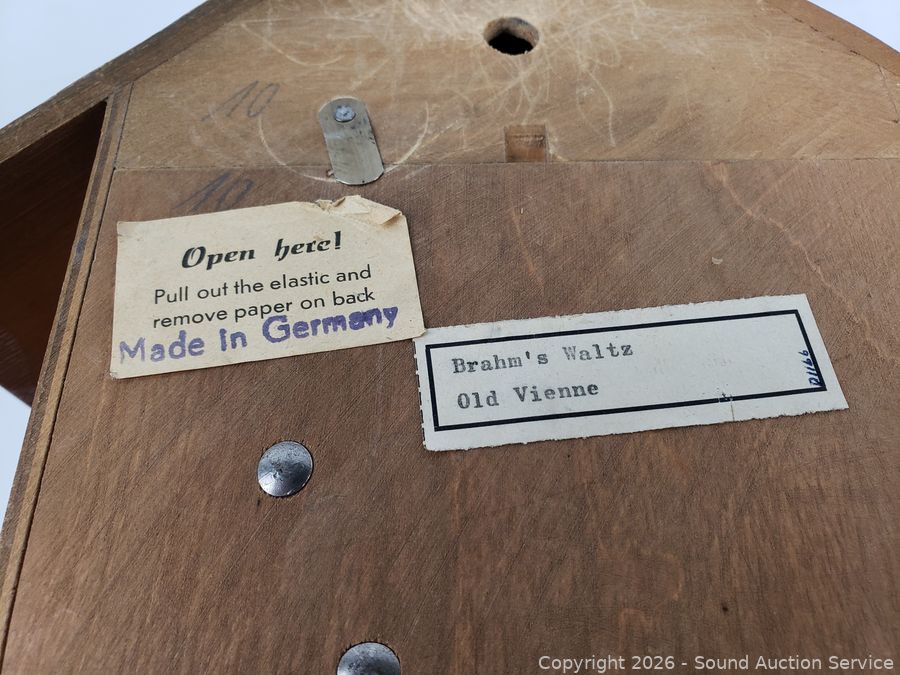 10
10
Open here!
Pull out the elastic and
remove paper on back
Made in Germany
Brahm's Waltz
Old Vienne
Copyright 2026 - Sound Auction Service